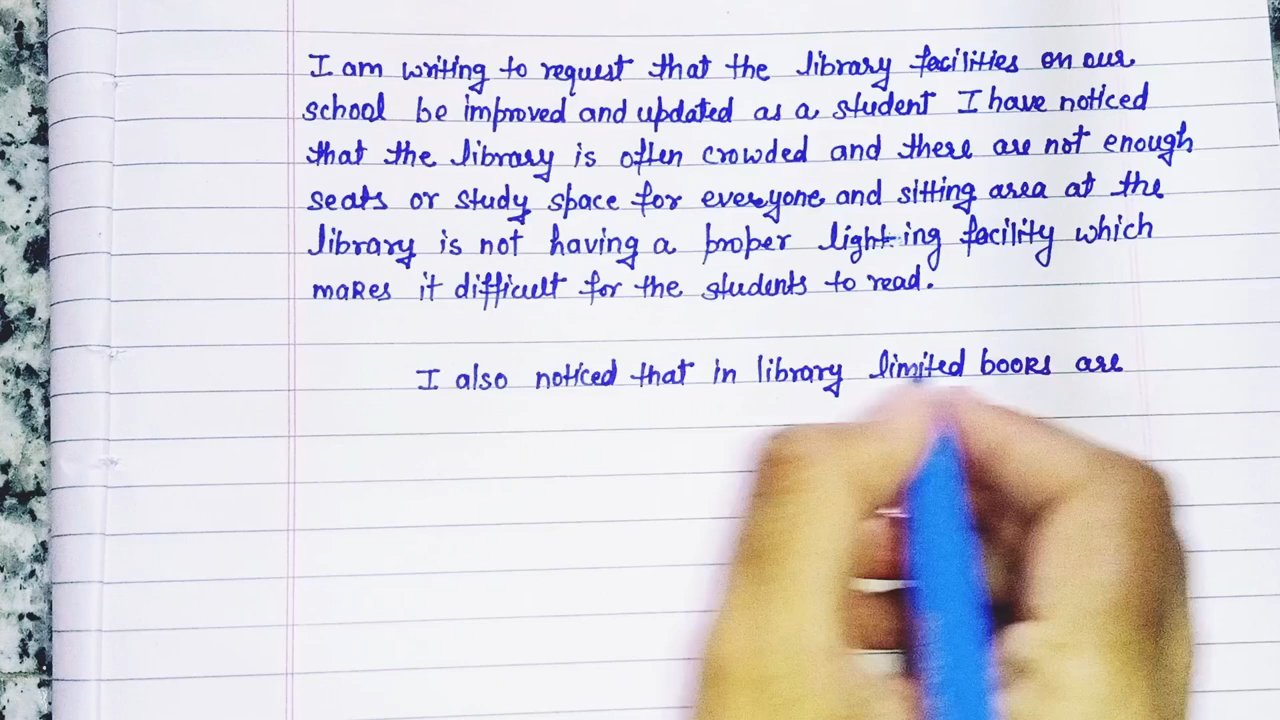 I am writing to request that the library facilities on our
school be improved and updated as a student I have noticed
that the library is often crowded and there are not enough
seats or study space for everyone and sitting area at the
library is not having a proper lighting facility which
makes it difficult for the students to read.
I also noticed that in library limited books are